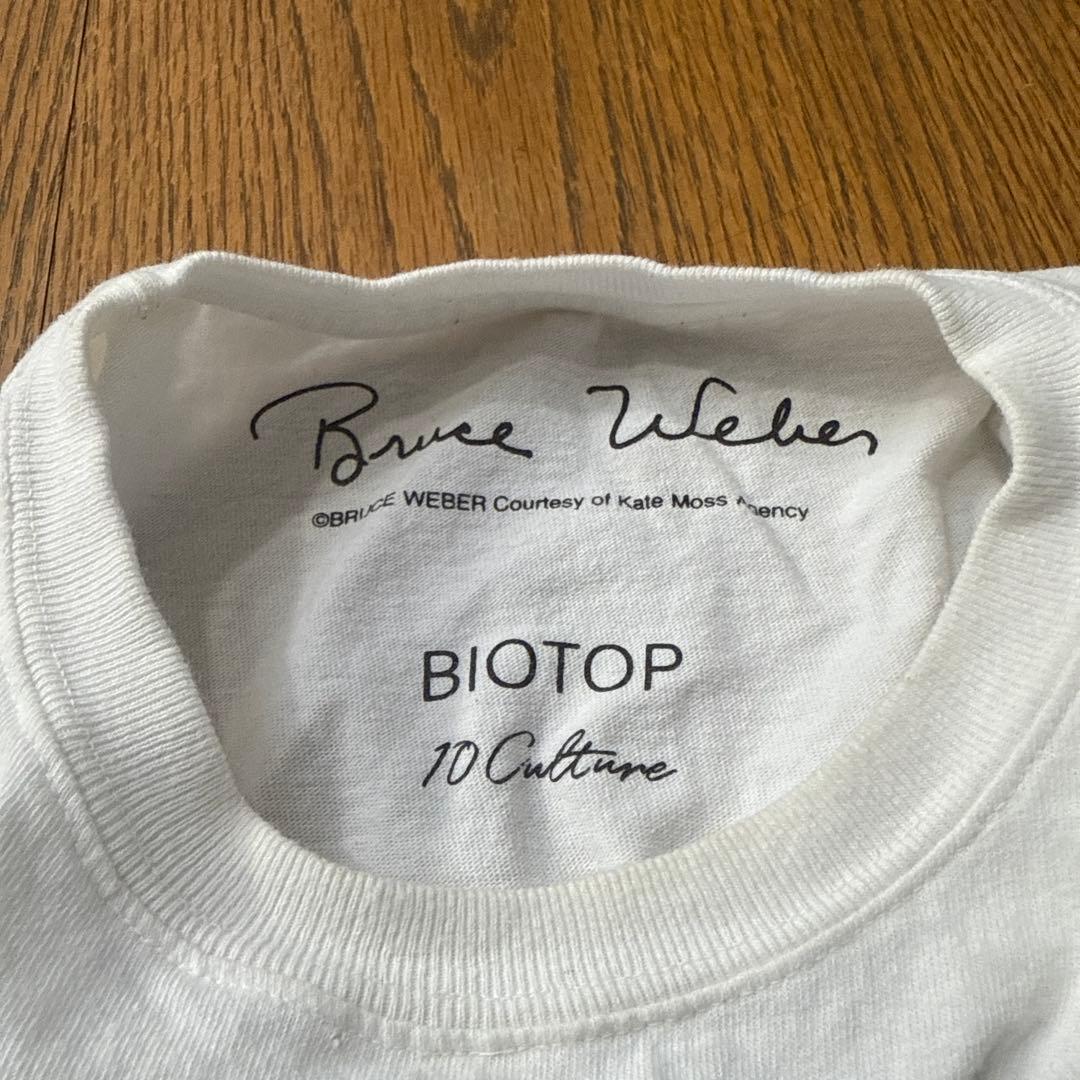 Bruce Weber
©BRUCE WEBER Courtesy of Kate Moss Agency
BIOTOP
10 Culture